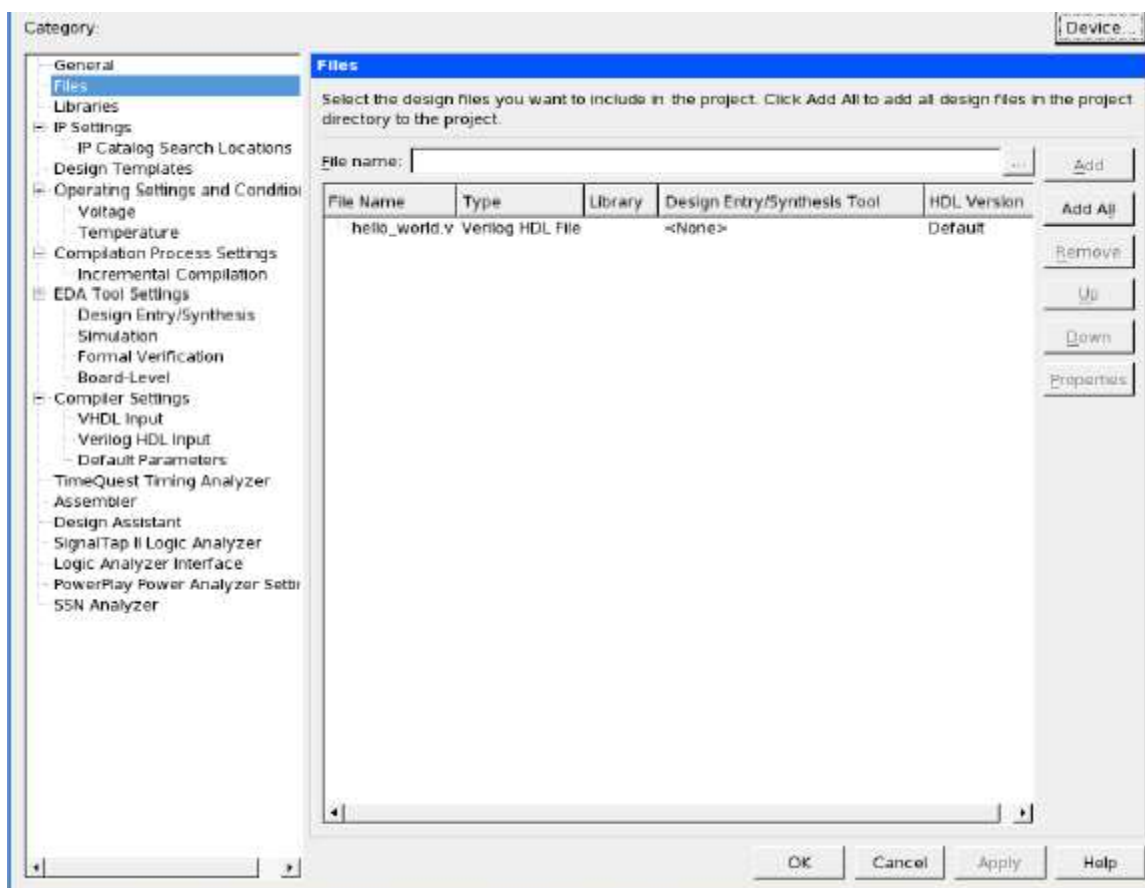 Category:
Device...
General
Files
Libraries
IP Settings
IP Catalog Search Locations
Design Templates
Operating Settings and Conditio
Voltage
Temperature
Compilation Process Settings
Incremental Compilation
EDA Tool Settings
Design Entry/Synthesis
Simulation
Formal Verification
Board-Level
Compiler Settings
VHDL Input
Verilog HDL Input
Default Parameters
TimeQuest Timing Analyzer
Assembler
Design Assistant
SignalTap II Logic Analyzer
Logic Analyzer Interface
PowerPlay Power Analyzer Setti
SSN Analyzer
Files
Select the design files you want to include in the project. Click Add All to add all design files in the project
directory to the project.
File name:
...
Add
File Name Type Library Design Entry/Synthesis Tool HDL Version
hello_world.v Verilog HDL File <None> Default
Add All
Remove
Up
Down
Properties
OK Cancel Apply Help